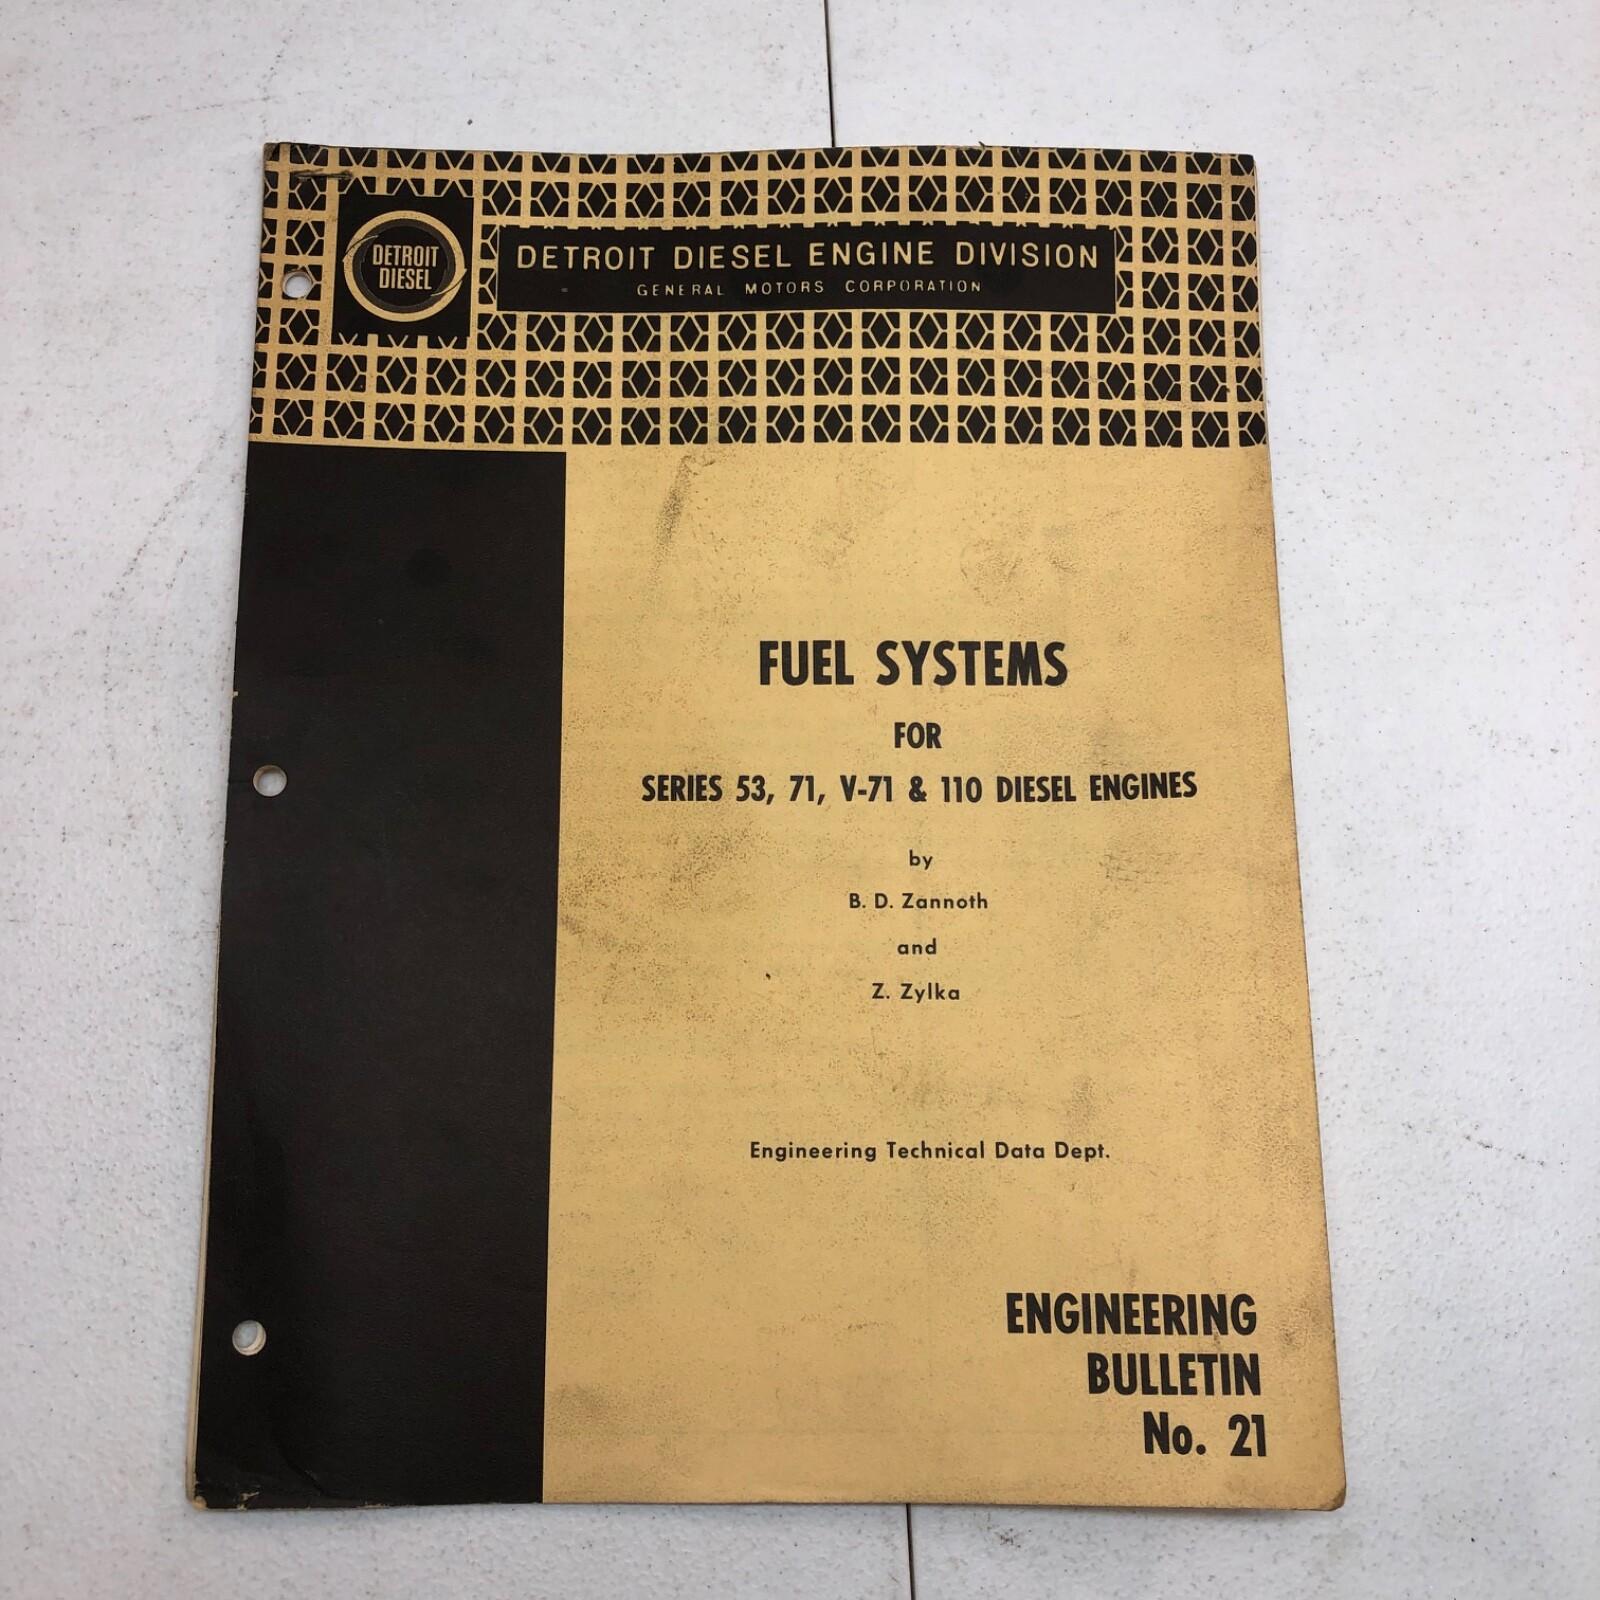 DETROIT
DIESEL
DETROIT DIESEL ENGINE DIVISION
GENERAL MOTORS CORPORATION
FUEL SYSTEMS
FOR
SERIES 53, 71, V-71 & 110 DIESEL ENGINES
by
B. D. Zannoth
and
Z. Zylka
Engineering Technical Data Dept.
ENGINEERING
BULLETIN
No. 21